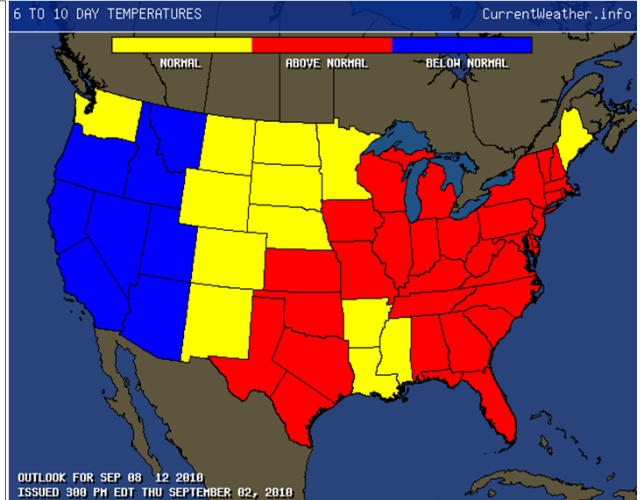 6 TO 10 DAY TEMPERATURES CurrentWeather.info
NORMAL ABOVE NORMAL BELOW NORMAL
OUTLOOK FOR SEP 08 12 2010
ISSUED 300 PM EDT THU SEPTEMBER 02, 2010